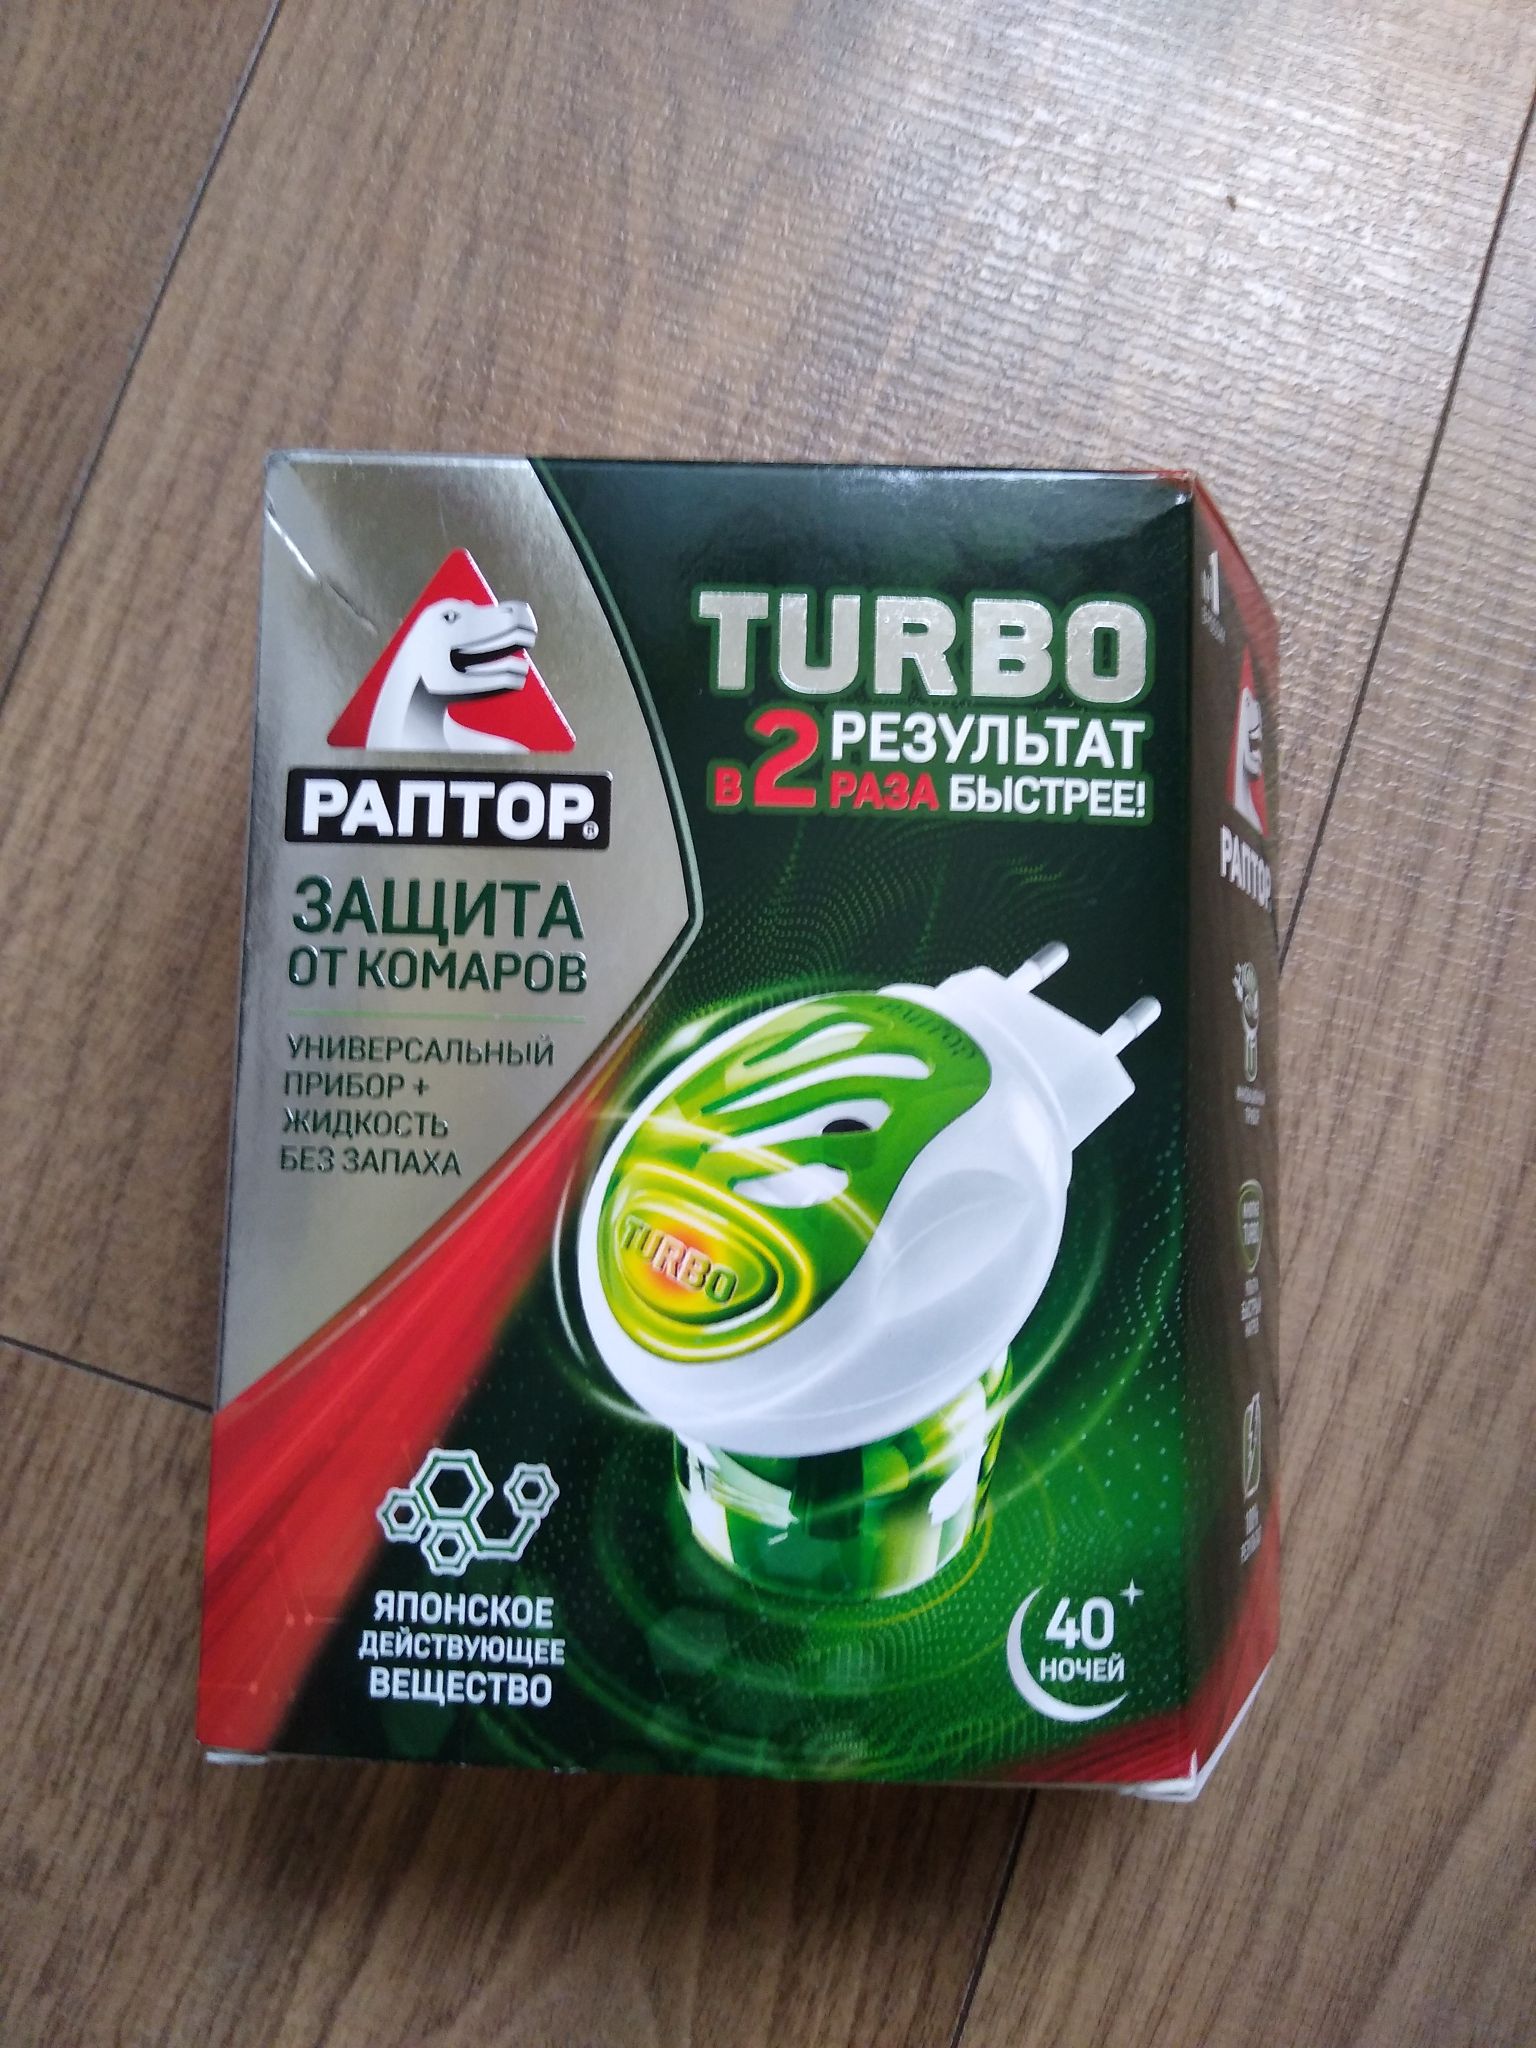 РАПТОР®
ЗАЩИТА
ОТ КОМАРОВ
УНИВЕРСАЛЬНЫЙ
ПРИБОР +
ЖИДКОСТЬ
БЕЗ ЗАПАХА
TURBO
РЕЗУЛЬТАТ
В 2 РАЗА БЫСТРЕЕ!
РАПТОР
TURBO
ЯПОНСКОЕ
ДЕЙСТВУЮЩЕЕ
ВЕЩЕСТВО
40
НОЧЕЙ
РАПТОР